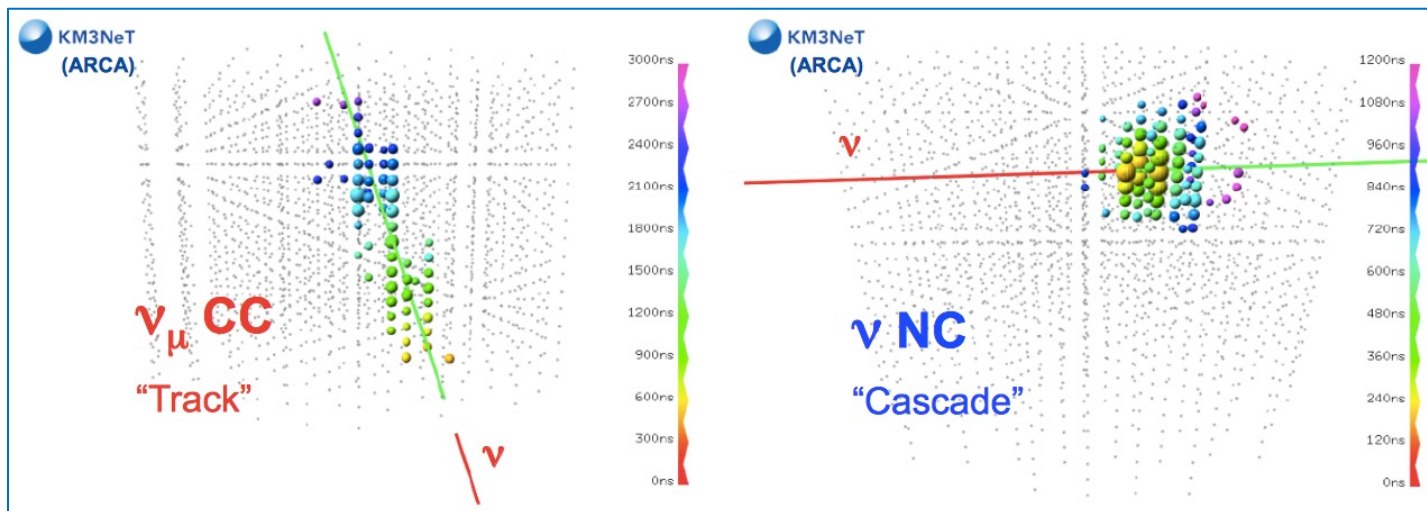 KM3NeT
(ARCA)
3000ns
2700ns
2400ns
2100ns
1800ns
1500ns
1200ns
900ns
600ns
300ns
0ns
νμ CC
“Track”
ν
KM3NeT
(ARCA)
ν
1200ns
1080ns
960ns
840ns
720ns
600ns
480ns
360ns
240ns
120ns
0ns
ν NC
“Cascade”